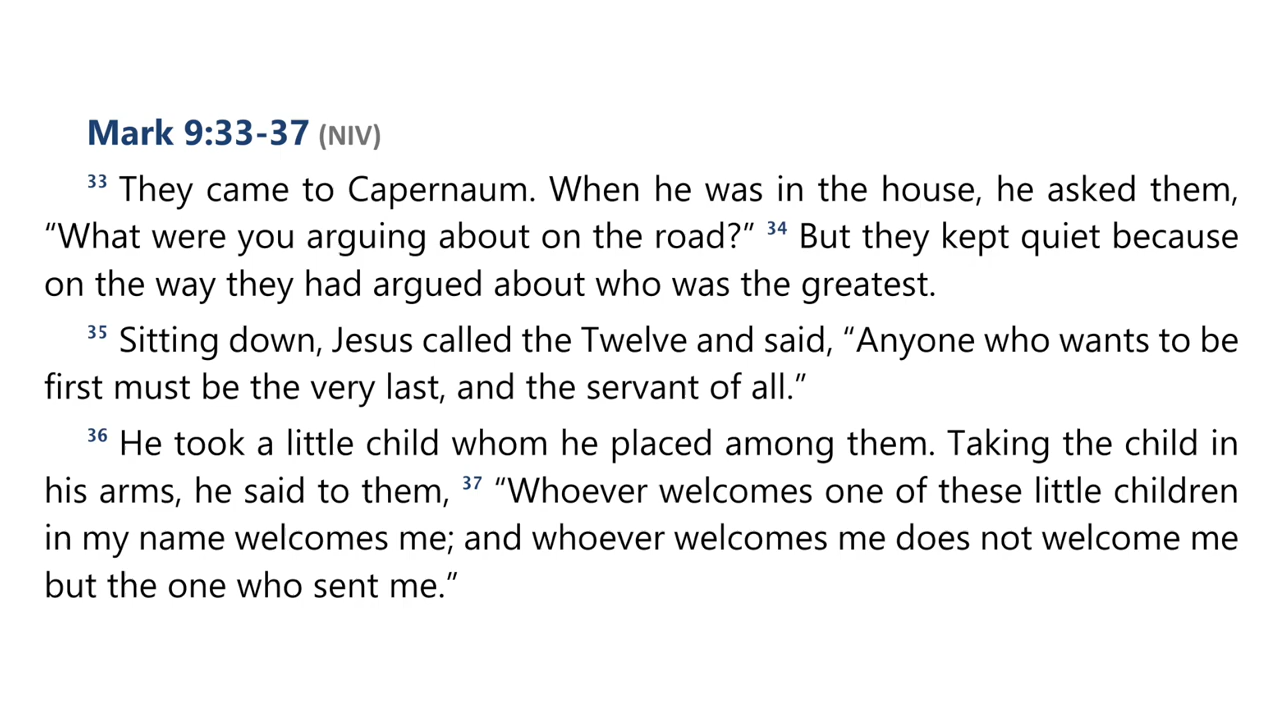 Mark 9:33-37 (NIV)
33 They came to Capernaum. When he was in the house, he asked them,
“What were you arguing about on the road?” 34 But they kept quiet because
on the way they had argued about who was the greatest.
35 Sitting down, Jesus called the Twelve and said, “Anyone who wants to be
first must be the very last, and the servant of all.”
36 He took a little child whom he placed among them. Taking the child in
his arms, he said to them, 37 “Whoever welcomes one of these little children
in my name welcomes me; and whoever welcomes me does not welcome me
but the one who sent me.”